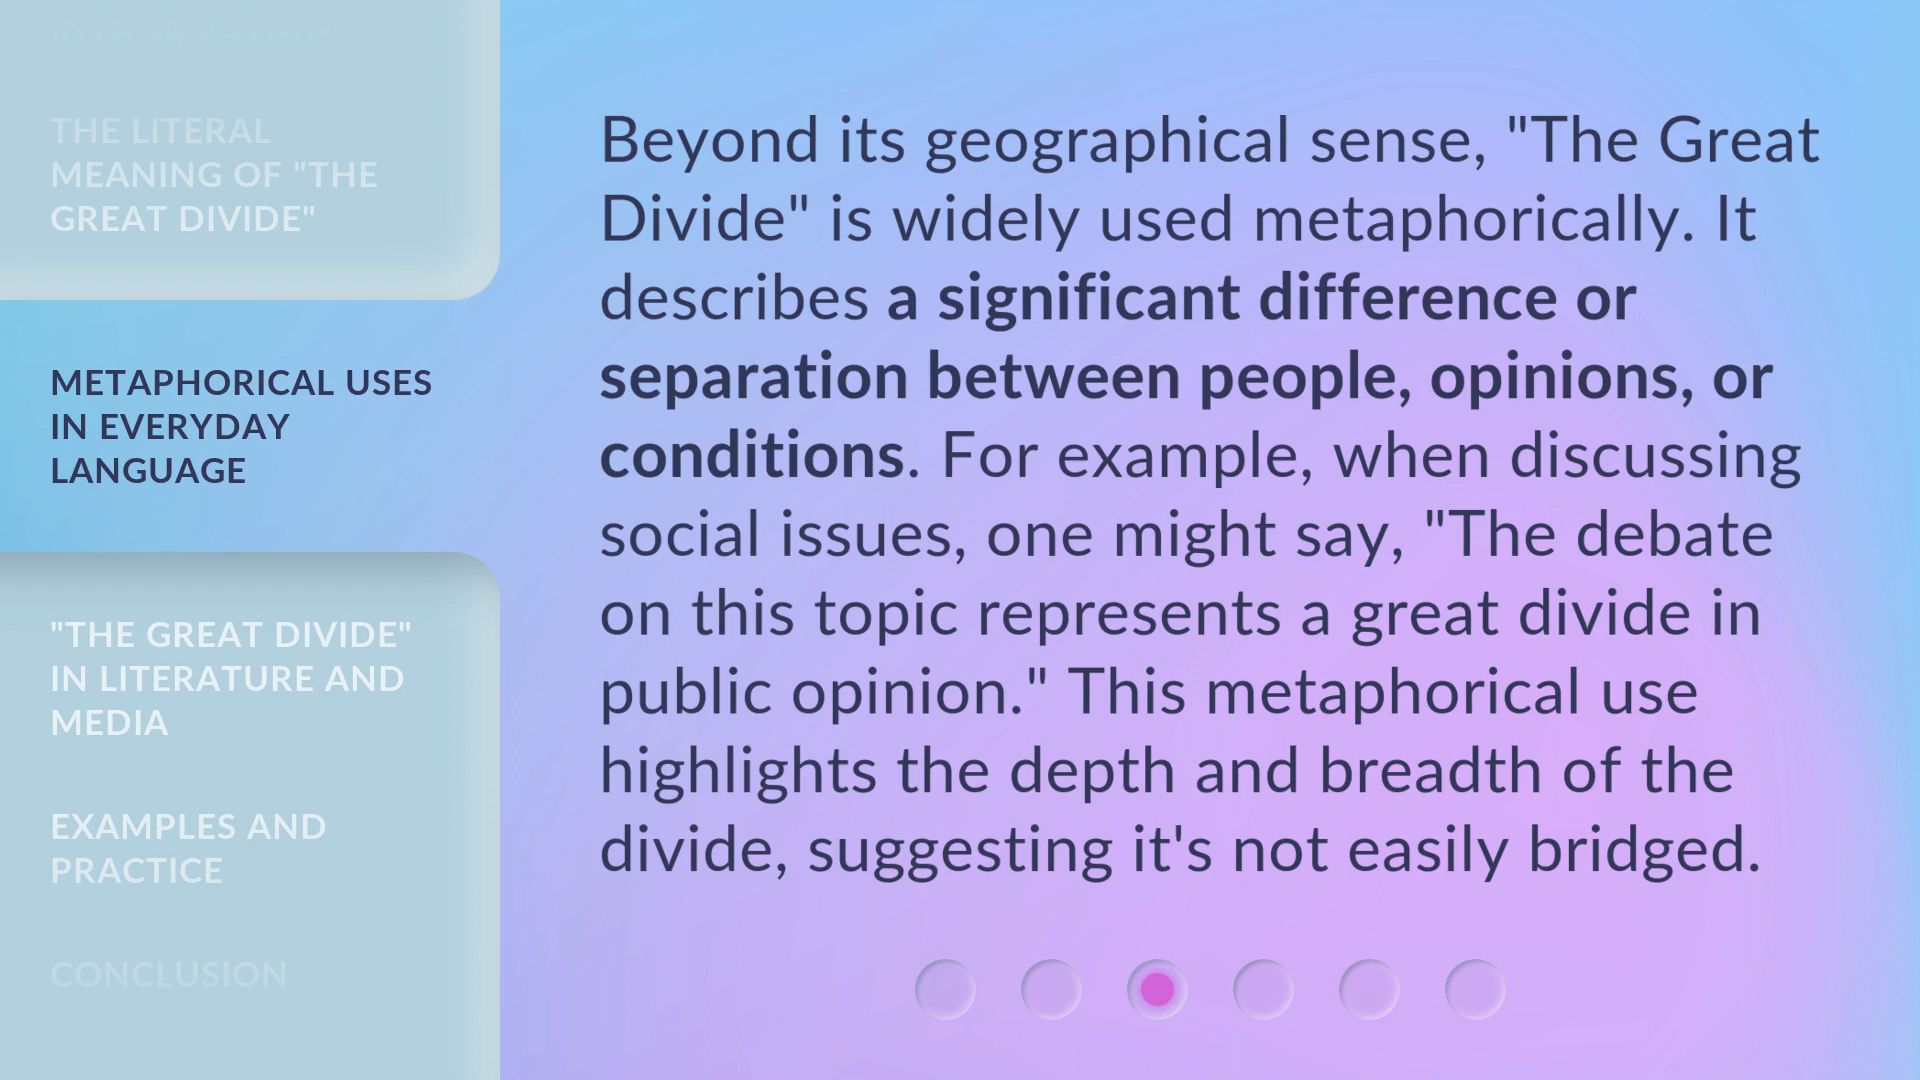 INTRODUCTION
THE LITERAL
MEANING OF "THE
GREAT DIVIDE"
METAPHORICAL USES
IN EVERYDAY
LANGUAGE
"THE GREAT DIVIDE"
IN LITERATURE AND
MEDIA
EXAMPLES AND
PRACTICE
CONCLUSION
Beyond its geographical sense, "The Great
Divide" is widely used metaphorically. It
describes a significant difference or
separation between people, opinions, or
conditions. For example, when discussing
social issues, one might say, "The debate
on this topic represents a great divide in
public opinion." This metaphorical use
highlights the depth and breadth of the
divide, suggesting it's not easily bridged.